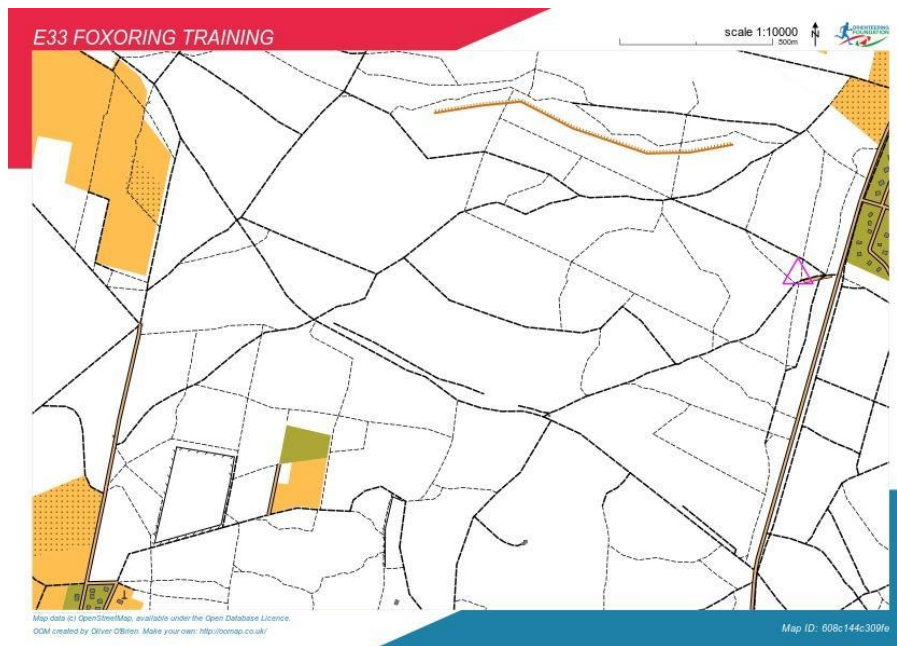 E33 FOXORING TRAINING
scale 1:10000
500m
N
ORIENTEERING
FOUNDATION
Map data (c) OpenStreetMap, available under the Open Database Licence.
OOM created by Oliver O'Brien. Make your own: http://oomap.co.uk/
Map ID: 608c144c309fe